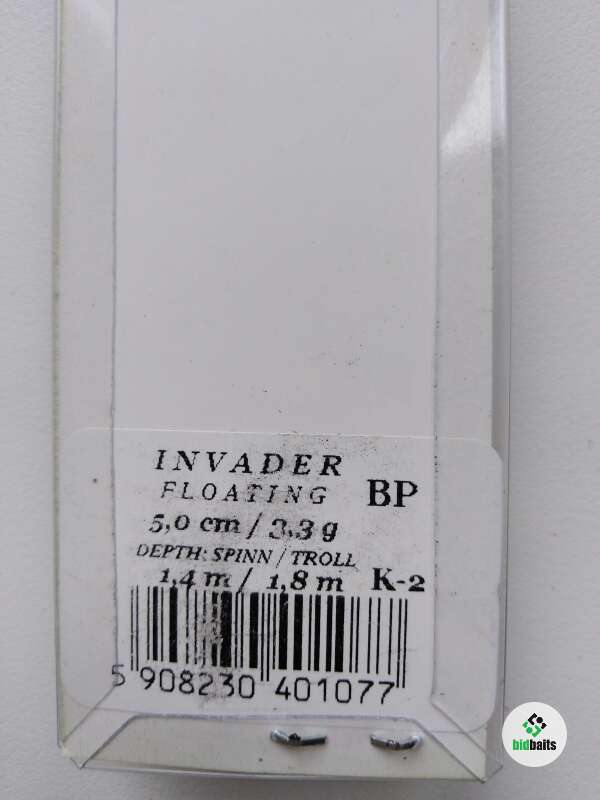 INVADER
FLOATING BP
5,0 cm / 3,3 g
DEPTH: SPINN / TROLL
1,4 m / 1,8 m K-2
5 908230 401077
bidbaits